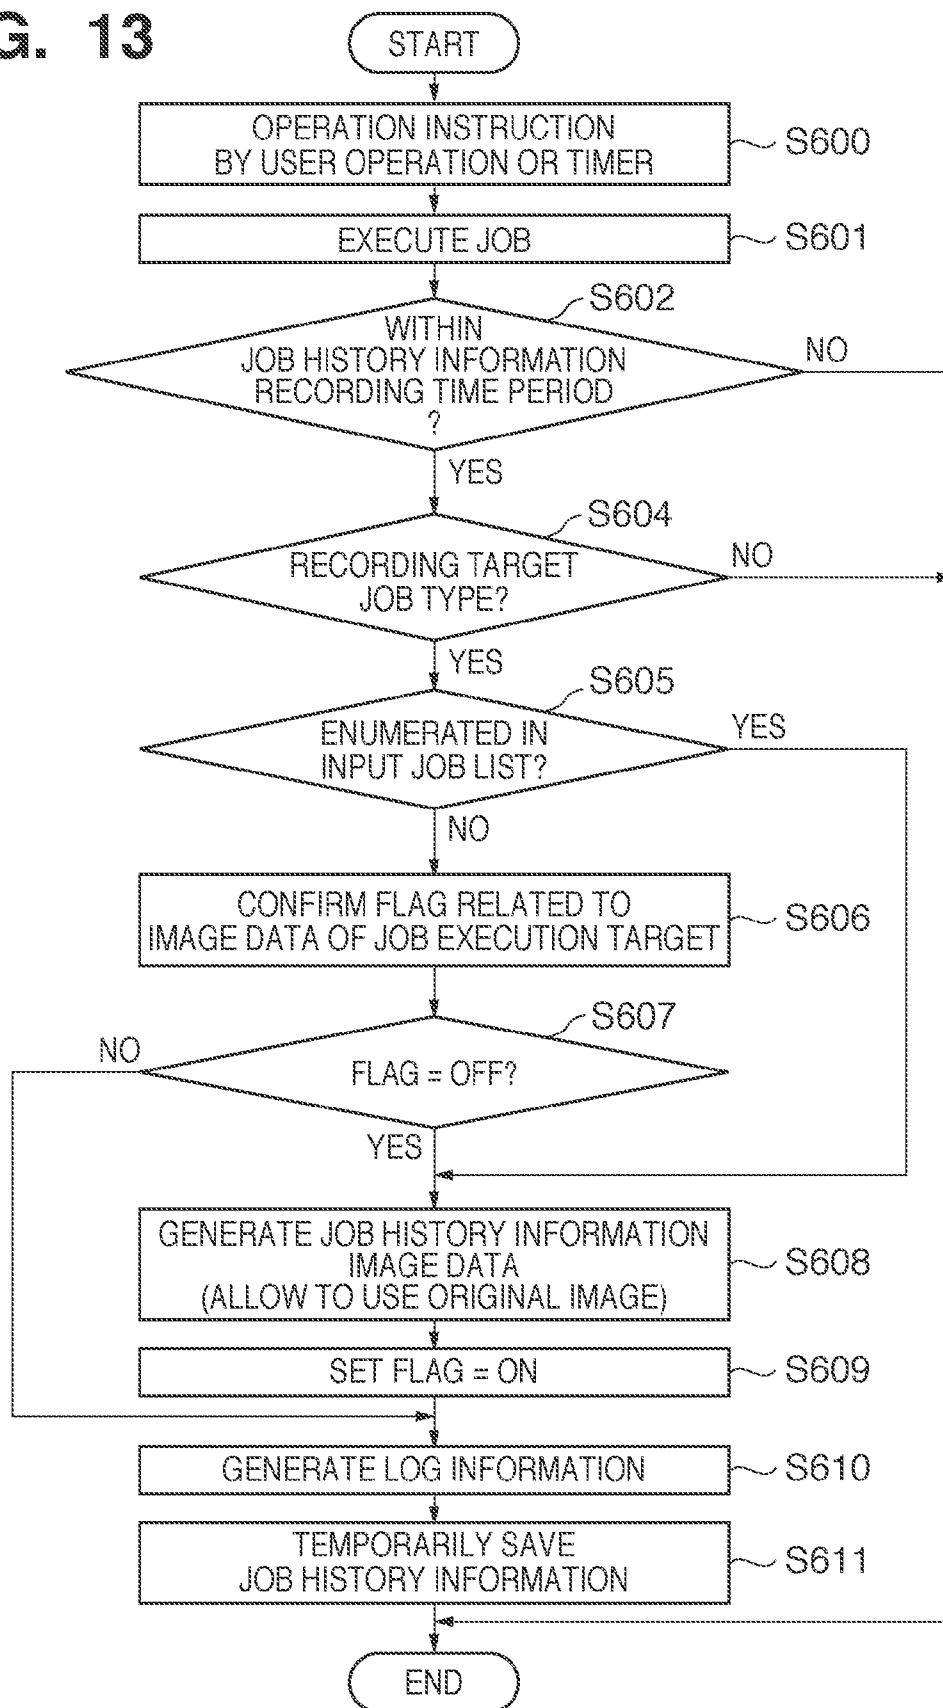 G. 13
START
OPERATION INSTRUCTION
BY USER OPERATION OR TIMER
S600
EXECUTE JOB
S601
S602
WITHIN
JOB HISTORY INFORMATION
RECORDING TIME PERIOD
?
NO
YES
S604
RECORDING TARGET
JOB TYPE?
NO
YES
S605
ENUMERATED IN
INPUT JOB LIST?
YES
NO
CONFIRM FLAG RELATED TO
IMAGE DATA OF JOB EXECUTION TARGET
S606
S607
NO
FLAG = OFF?
YES
GENERATE JOB HISTORY INFORMATION
IMAGE DATA
(ALLOW TO USE ORIGINAL IMAGE)
S608
SET FLAG = ON
S609
GENERATE LOG INFORMATION
S610
TEMPORARILY SAVE
JOB HISTORY INFORMATION
S611
END